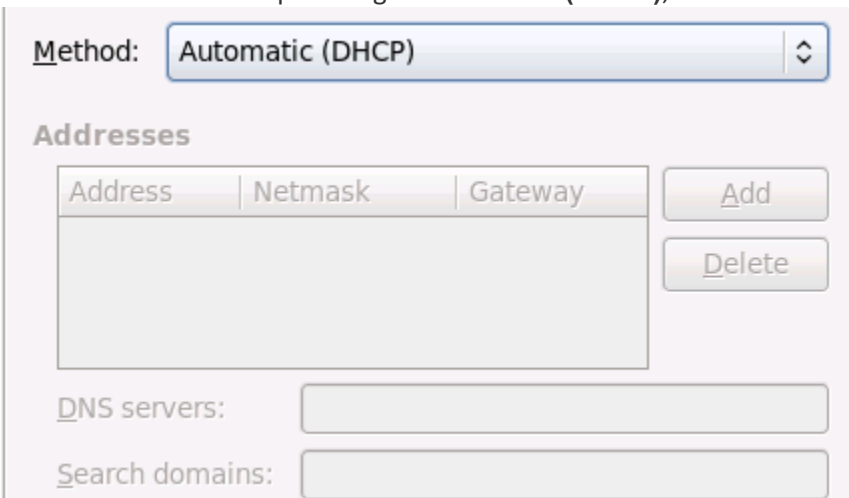 Method: Automatic (DHCP)
Addresses
Address Netmask Gateway Add
Delete
DNS servers:
Search domains: